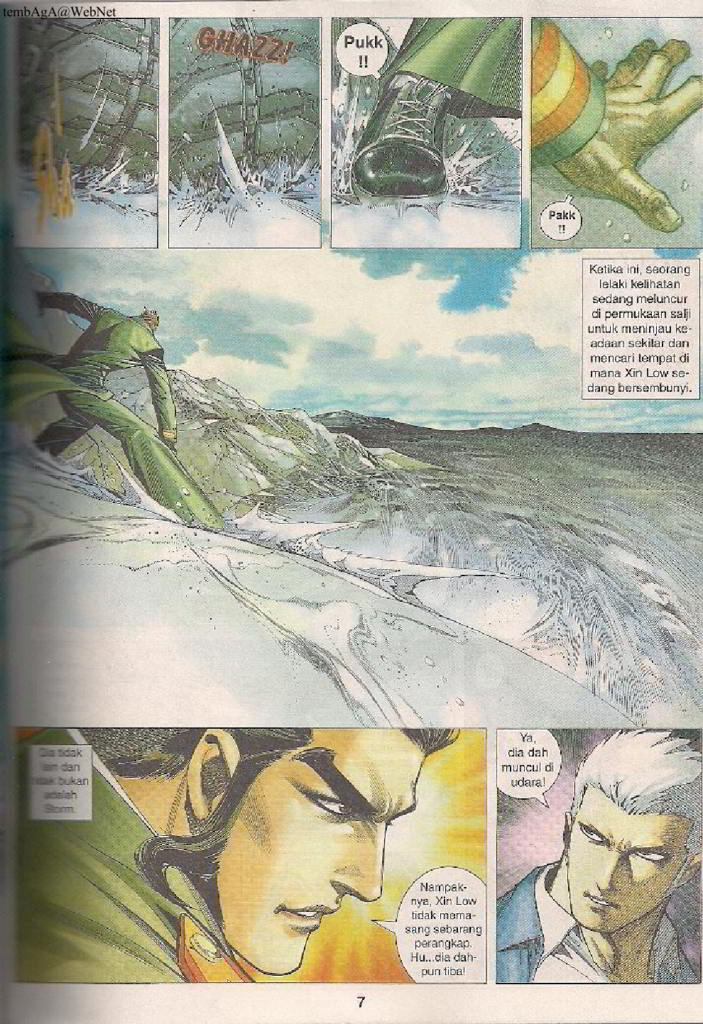 tembAgA@WebNet
GHAZZ!
Pukk
!!
Pakk
!!
Ketika ini, seorang
lelaki kelihatan
sedang meluncur
di permukaan salji
untuk meninjau ke-
adaan sekitar dan
mencari tempat di
mana Xin Low se-
dang bersembunyi.
Dia tidak
lain dan
tidak bukan
adalah
Storm.
Nampak-
nya, Xin Low
tidak mema-
sang sebarang
perangkap.
Hu...dia dah-
pun tiba!
Ya,
dia dah
muncul di
udara!
7